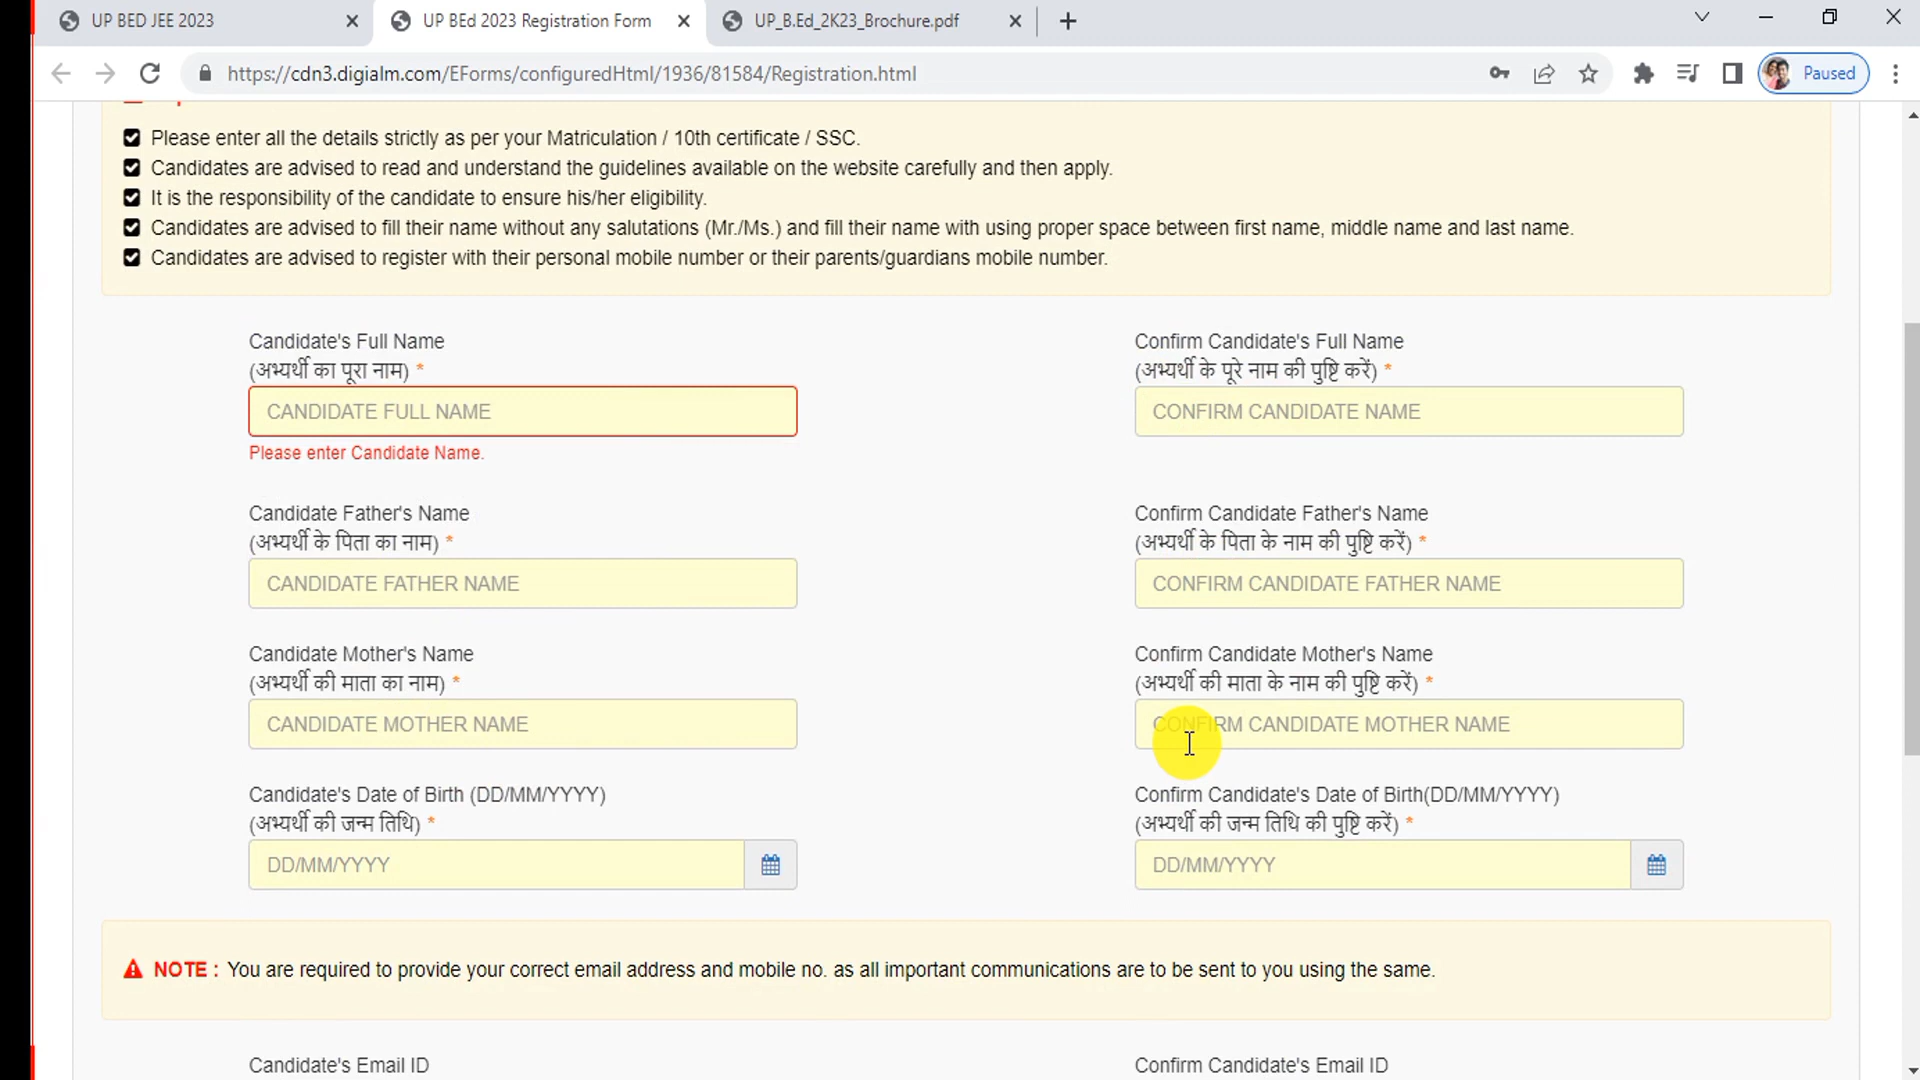 UP BED JEE 2023
UP BEd 2023 Registration Form
UP_B.Ed_2K23_Brochure.pdf
https://cdn3.digialm.com/EForms/configuredHtml/1936/81584/Registration.html
Paused
Please enter all the details strictly as per your Matriculation / 10th certificate / SSC.
Candidates are advised to read and understand the guidelines available on the website carefully and then apply.
It is the responsibility of the candidate to ensure his/her eligibility.
Candidates are advised to fill their name without any salutations (Mr./Ms.) and fill their name with using proper space between first name, middle name and last name.
Candidates are advised to register with their personal mobile number or their parents/guardians mobile number.
Candidate's Full Name
(अभ्यर्थी का पूरा नाम) *
CANDIDATE FULL NAME
Please enter Candidate Name.
Confirm Candidate's Full Name
(अभ्यर्थी के पूरे नाम की पुष्टि करें) *
CONFIRM CANDIDATE NAME
Candidate Father's Name
(अभ्यर्थी के पिता का नाम) *
CANDIDATE FATHER NAME
Confirm Candidate Father's Name
(अभ्यर्थी के पिता के नाम की पुष्टि करें) *
CONFIRM CANDIDATE FATHER NAME
Candidate Mother's Name
(अभ्यर्थी की माता का नाम) *
CANDIDATE MOTHER NAME
Confirm Candidate Mother's Name
(अभ्यर्थी की माता के नाम की पुष्टि करें) *
CONFIRM CANDIDATE MOTHER NAME
Candidate's Date of Birth (DD/MM/YYYY)
(अभ्यर्थी की जन्म तिथि) *
DD/MM/YYYY
Confirm Candidate's Date of Birth(DD/MM/YYYY)
(अभ्यर्थी की जन्म तिथि की पुष्टि करें) *
DD/MM/YYYY
NOTE : You are required to provide your correct email address and mobile no. as all important communications are to be sent to you using the same.
Candidate's Email ID
Confirm Candidate's Email ID